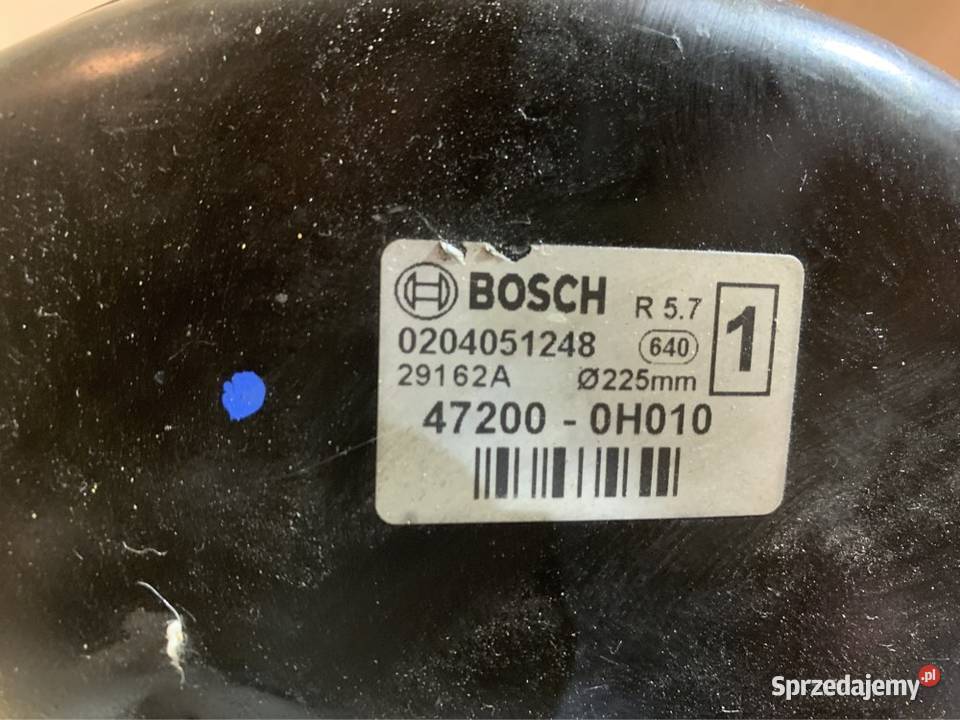 BOSCH R 5.7 1
0204051248 640
29162A Ø225mm
47200 - 0H010
Sprzedajemy.pl